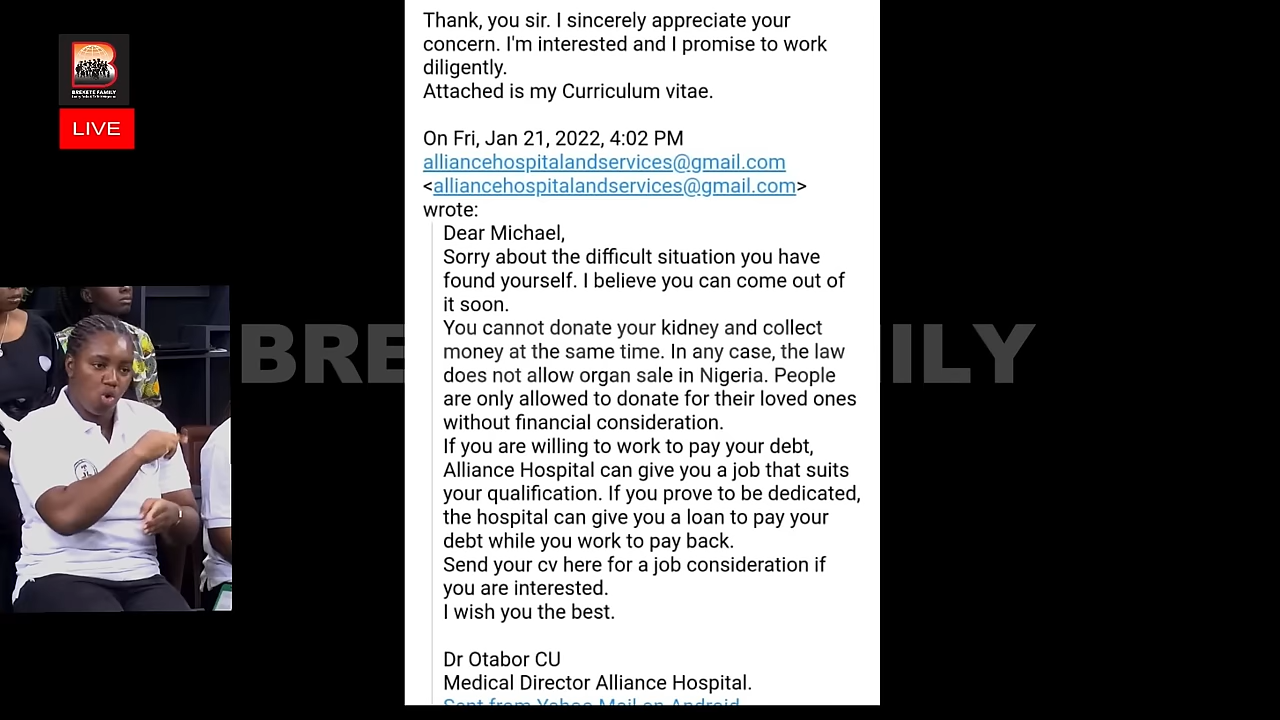 BREKETE FAMILY
LIVE
Thank, you sir. I sincerely appreciate your
concern. I'm interested and I promise to work
diligently.
Attached is my Curriculum vitae.
On Fri, Jan 21, 2022, 4:02 PM
alliancehospitalandservices@gmail.com
<alliancehospitalandservices@gmail.com>
wrote:
Dear Michael,
Sorry about the difficult situation you have
found yourself. I believe you can come out of
it soon.
You cannot donate your kidney and collect
money at the same time. In any case, the law
does not allow organ sale in Nigeria. People
are only allowed to donate for their loved ones
without financial consideration.
If you are willing to work to pay your debt,
Alliance Hospital can give you a job that suits
your qualification. If you prove to be dedicated,
the hospital can give you a loan to pay your
debt while you work to pay back.
Send your cv here for a job consideration if
you are interested.
I wish you the best.
Dr Otabor CU
Medical Director Alliance Hospital.
Sent from Yahoo Mail on Android
BRE ILY